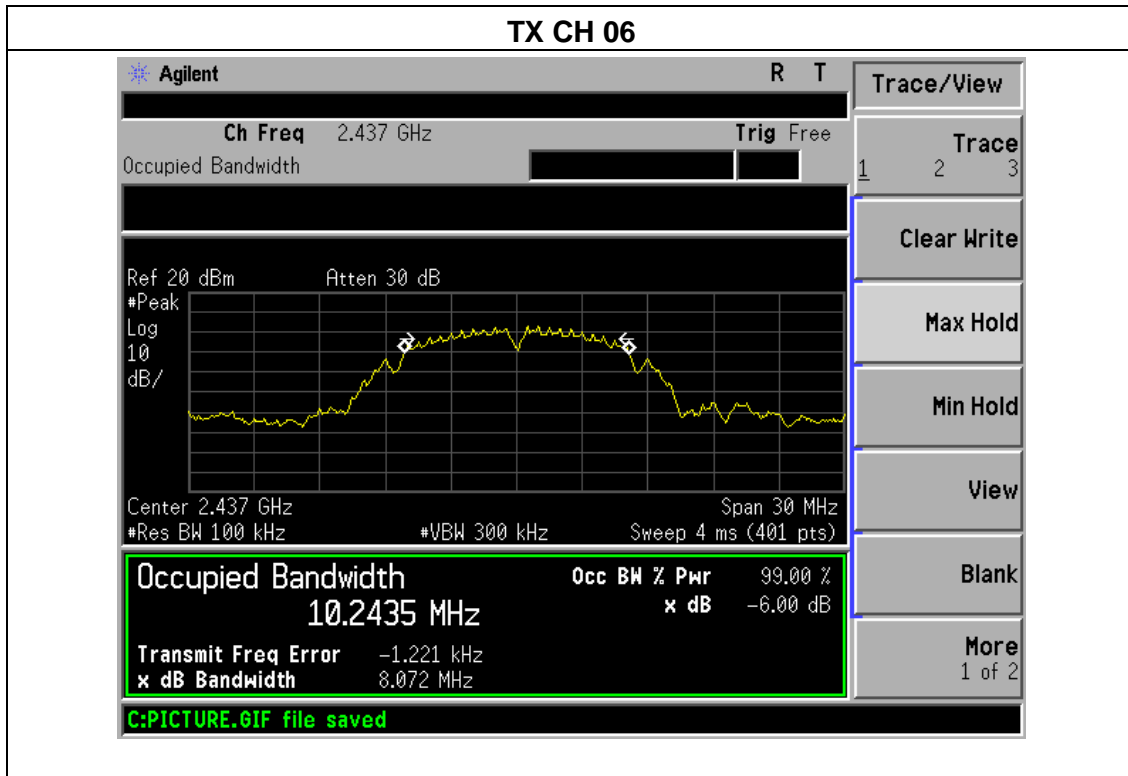 TX CH 06
Agilent R T
Ch Freq 2.437 GHz Trig Free
Occupied Bandwidth
Ref 20 dBm Atten 30 dB
#Peak
Log
10
dB/
Center 2.437 GHz Span 30 MHz
#Res BW 100 kHz #VBW 300 kHz Sweep 4 ms (401 pts)
Occupied Bandwidth Occ BW % Pwr 99.00 %
10.2435 MHz x dB -6.00 dB
Transmit Freq Error -1.221 kHz
x dB Bandwidth 8.072 MHz
C:PICTURE.GIF file saved
Trace/View
Trace
1 2 3
Clear Write
Max Hold
Min Hold
View
Blank
More
1 of 2